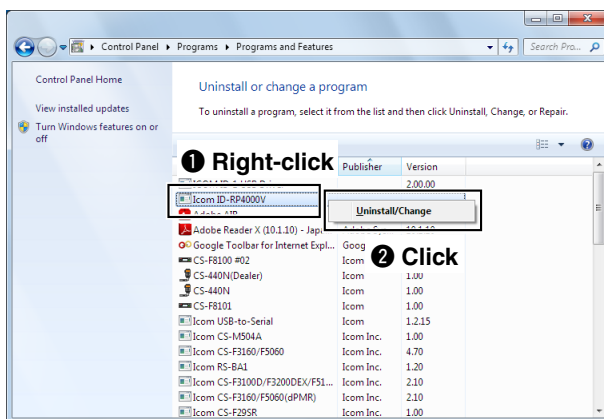 Control Panel ▸ Programs ▸ Programs and Features
Search Pro...
Control Panel Home
View installed updates
Turn Windows features on or
off
Uninstall or change a program
To uninstall a program, select it from the list and then click Uninstall, Change, or Repair.
❶ Right-click
Publisher Version
2.00.00
Icom ID-RP4000V
Uninstall/Change
Adobe Reader X (10.1.10) - Japa
Google Toolbar for Internet Expl... Goog
❷ Click
CS-F8100 #02 Icom
CS-440N(Dealer) Icom 1.00
CS-440N Icom 1.00
CS-F8101 Icom 1.00
Icom USB-to-Serial Icom 1.2.15
Icom CS-M504A Icom Inc. 1.00
Icom CS-F3160/F5060 Icom Inc. 4.70
Icom RS-BA1 Icom Inc. 1.20
Icom CS-F3100D/F3200DEX/F51... Icom Inc. 2.10
Icom CS-F3160/F5060(dPMR) Icom Inc. 2.10
Icom CS-F29SR Icom Inc. 1.00